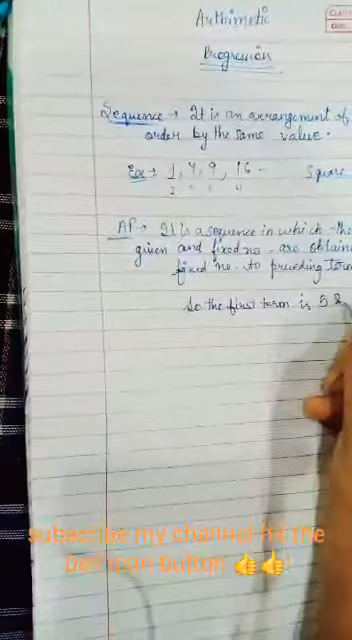 Arthimetic
Progression
Sequence → It is an arrangement of
order by the same value.
Ex → 1, 4, 9, 16 - Square
AP → It is a sequence in which the
given and fixed no. are obtain
fixed no. to preceding term
So the first term is 5 &
subscribe my channel hit the
bell icon button 👍👍